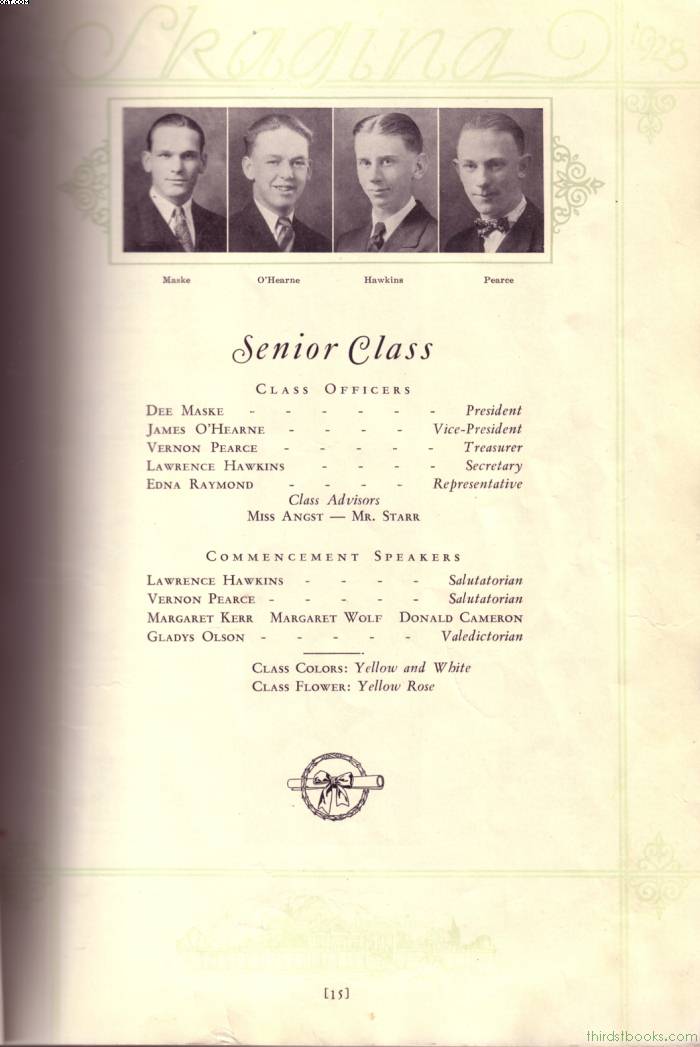 Skagina 1928
Maske O'Hearne Hawkins Pearce
Senior Class
CLASS OFFICERS
DEE MASKE - - - - - - President
JAMES O'HEARNE - - - - Vice-President
VERNON PEARCE - - - - - Treasurer
LAWRENCE HAWKINS - - - - Secretary
EDNA RAYMOND - - - - Representative
Class Advisors
MISS ANGST — MR. STARR
COMMENCEMENT SPEAKERS
LAWRENCE HAWKINS - - - - Salutatorian
VERNON PEARCE - - - - - Salutatorian
MARGARET KERR MARGARET WOLF DONALD CAMERON
GLADYS OLSON - - - - - Valedictorian
CLASS COLORS: Yellow and White
CLASS FLOWER: Yellow Rose
[15]
thirdstbooks.com